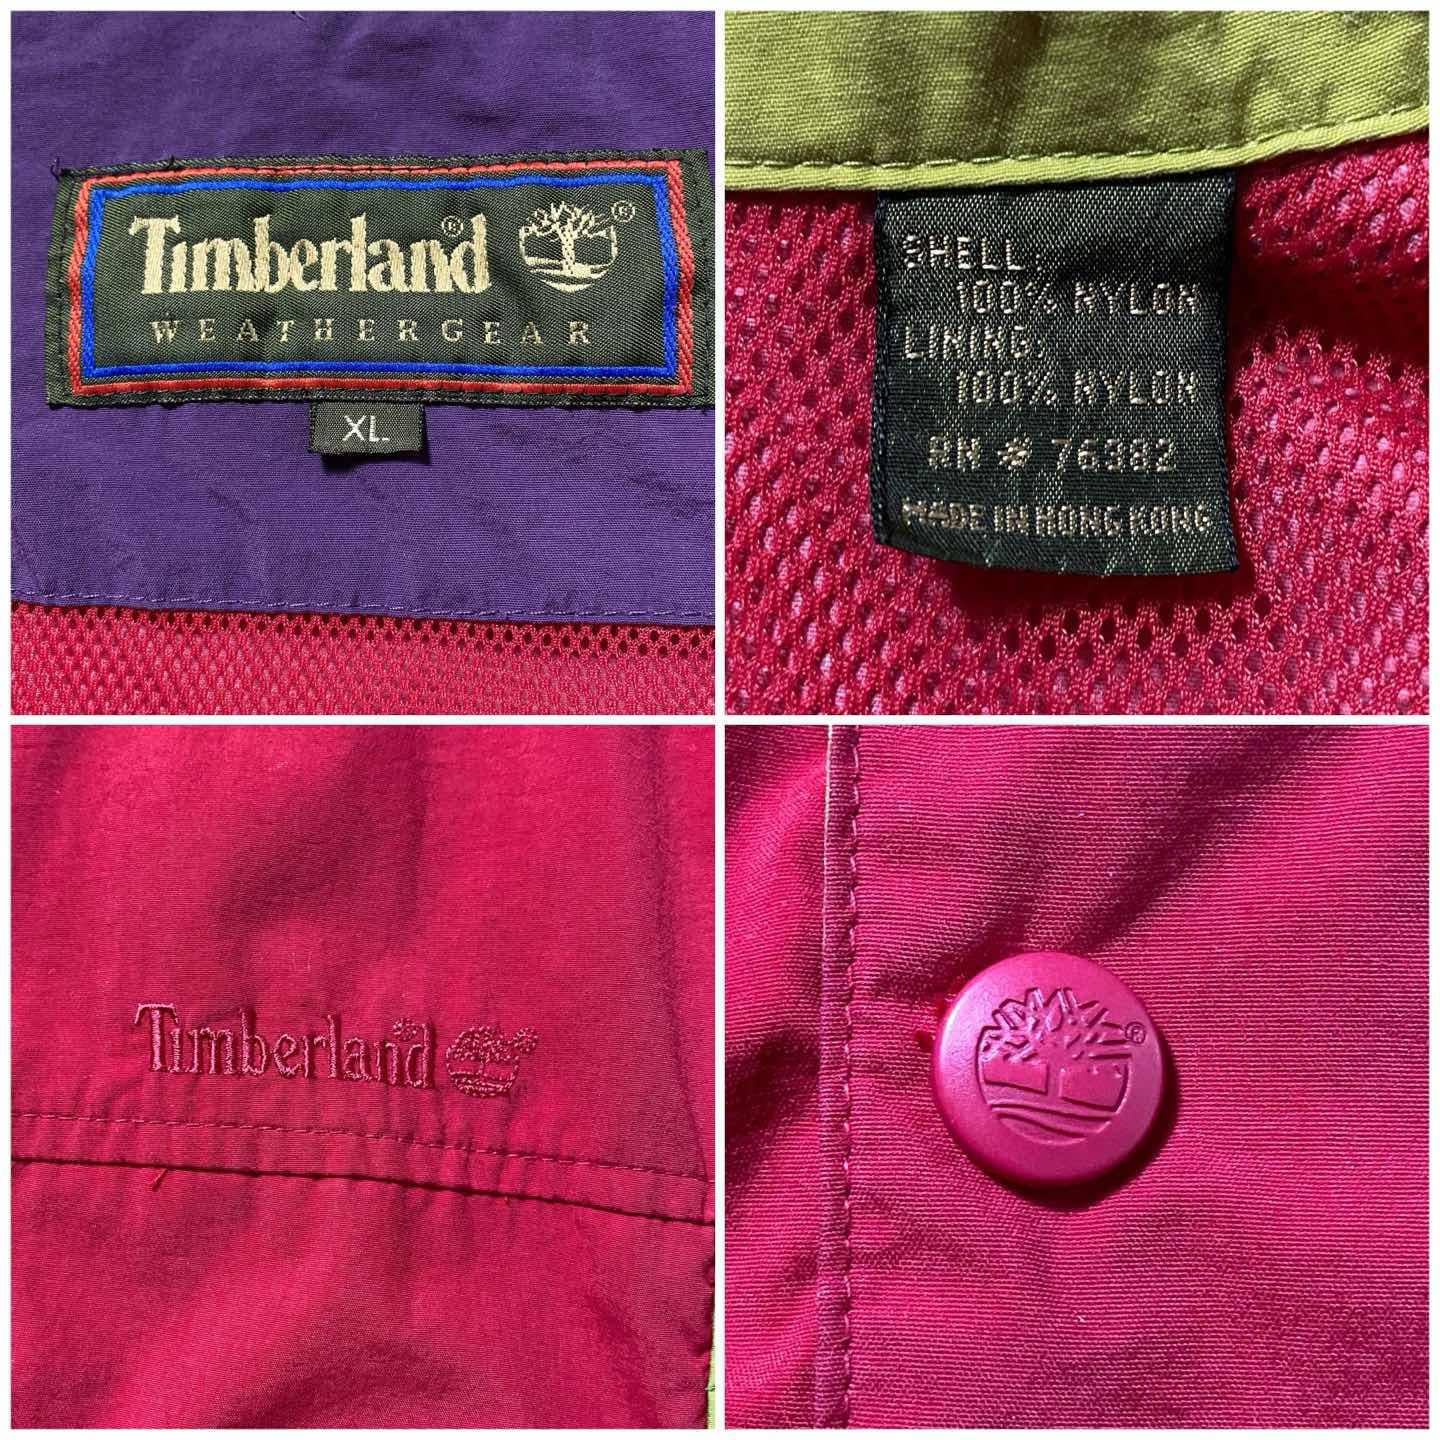 Timberland® ®
WEATHERGEAR
XL
SHELL:
100% NYLON
LINING:
100% NYLON
RN # 76382
MADE IN HONG KONG
Timberland® ®
®